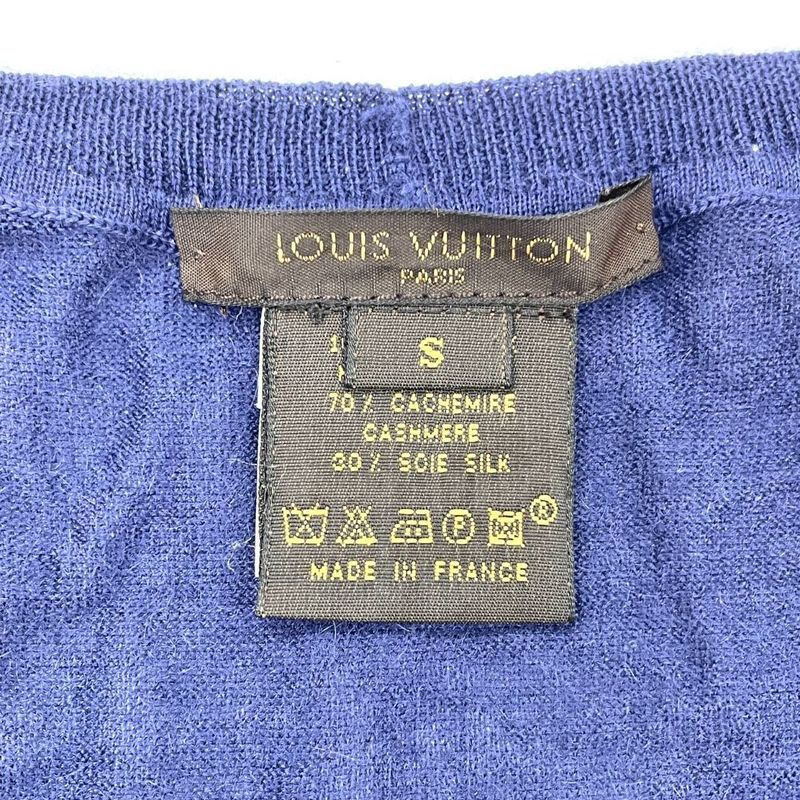 LOUIS VUITTON
PARIS
S
70% CACHEMIRE
CASHMERE
30% SOIE SILK
P ®
MADE IN FRANCE